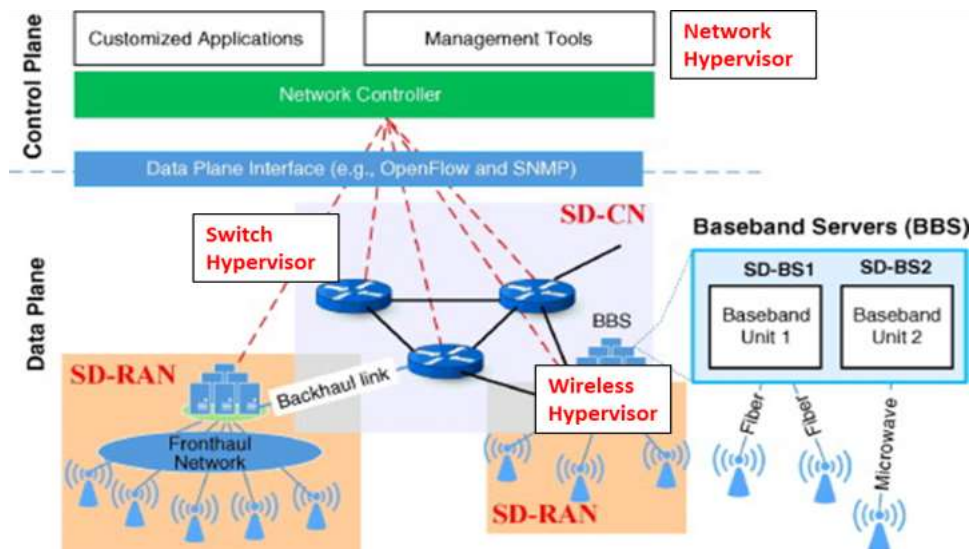 Control Plane
Customized Applications
Management Tools
Network
Hypervisor
Network Controller
Data Plane Interface (e.g., OpenFlow and SNMP)
Data Plane
SD-CN
Switch
Hypervisor
BBS
Baseband Servers (BBS)
SD-BS1
SD-BS2
Baseband
Unit 1
Baseband
Unit 2
SD-RAN
Backhaul link
Fronthaul
Network
Wireless
Hypervisor
SD-RAN
Fiber
Fiber
Microwave